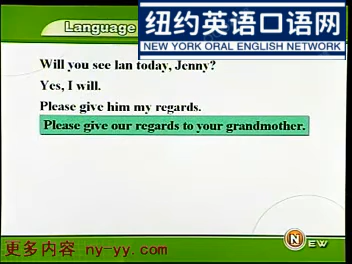 Language
纽约英语口语网
NEW YORK ORAL ENGLISH NETWORK
Will you see Ian today, Jenny?
Yes, I will.
Please give him my regards.
Please give our regards to your grandmother.
NEW
更多内容 ny-yy.com